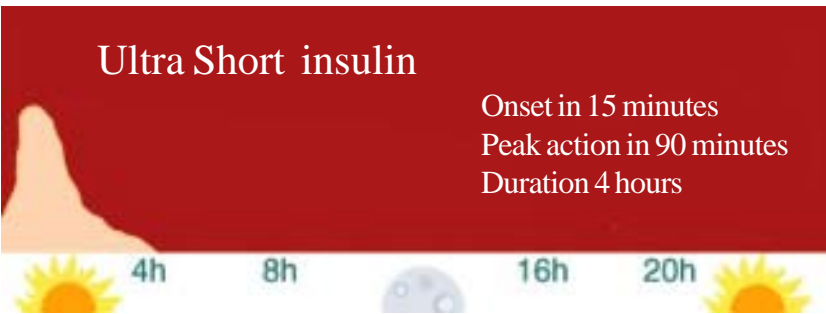 Ultra Short insulin
Onset in 15 minutes
Peak action in 90 minutes
Duration 4 hours
4h 8h 16h 20h